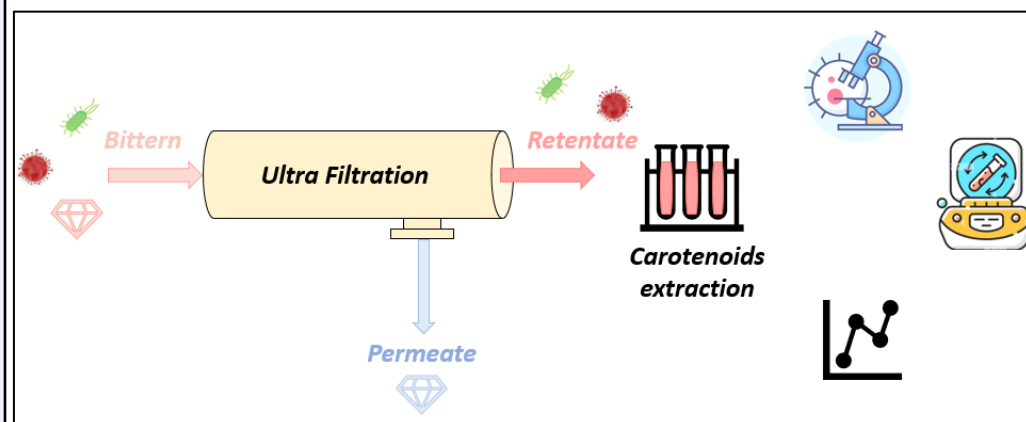 Bittern
Retentate
Ultra Filtration
Carotenoids
extraction
Permeate